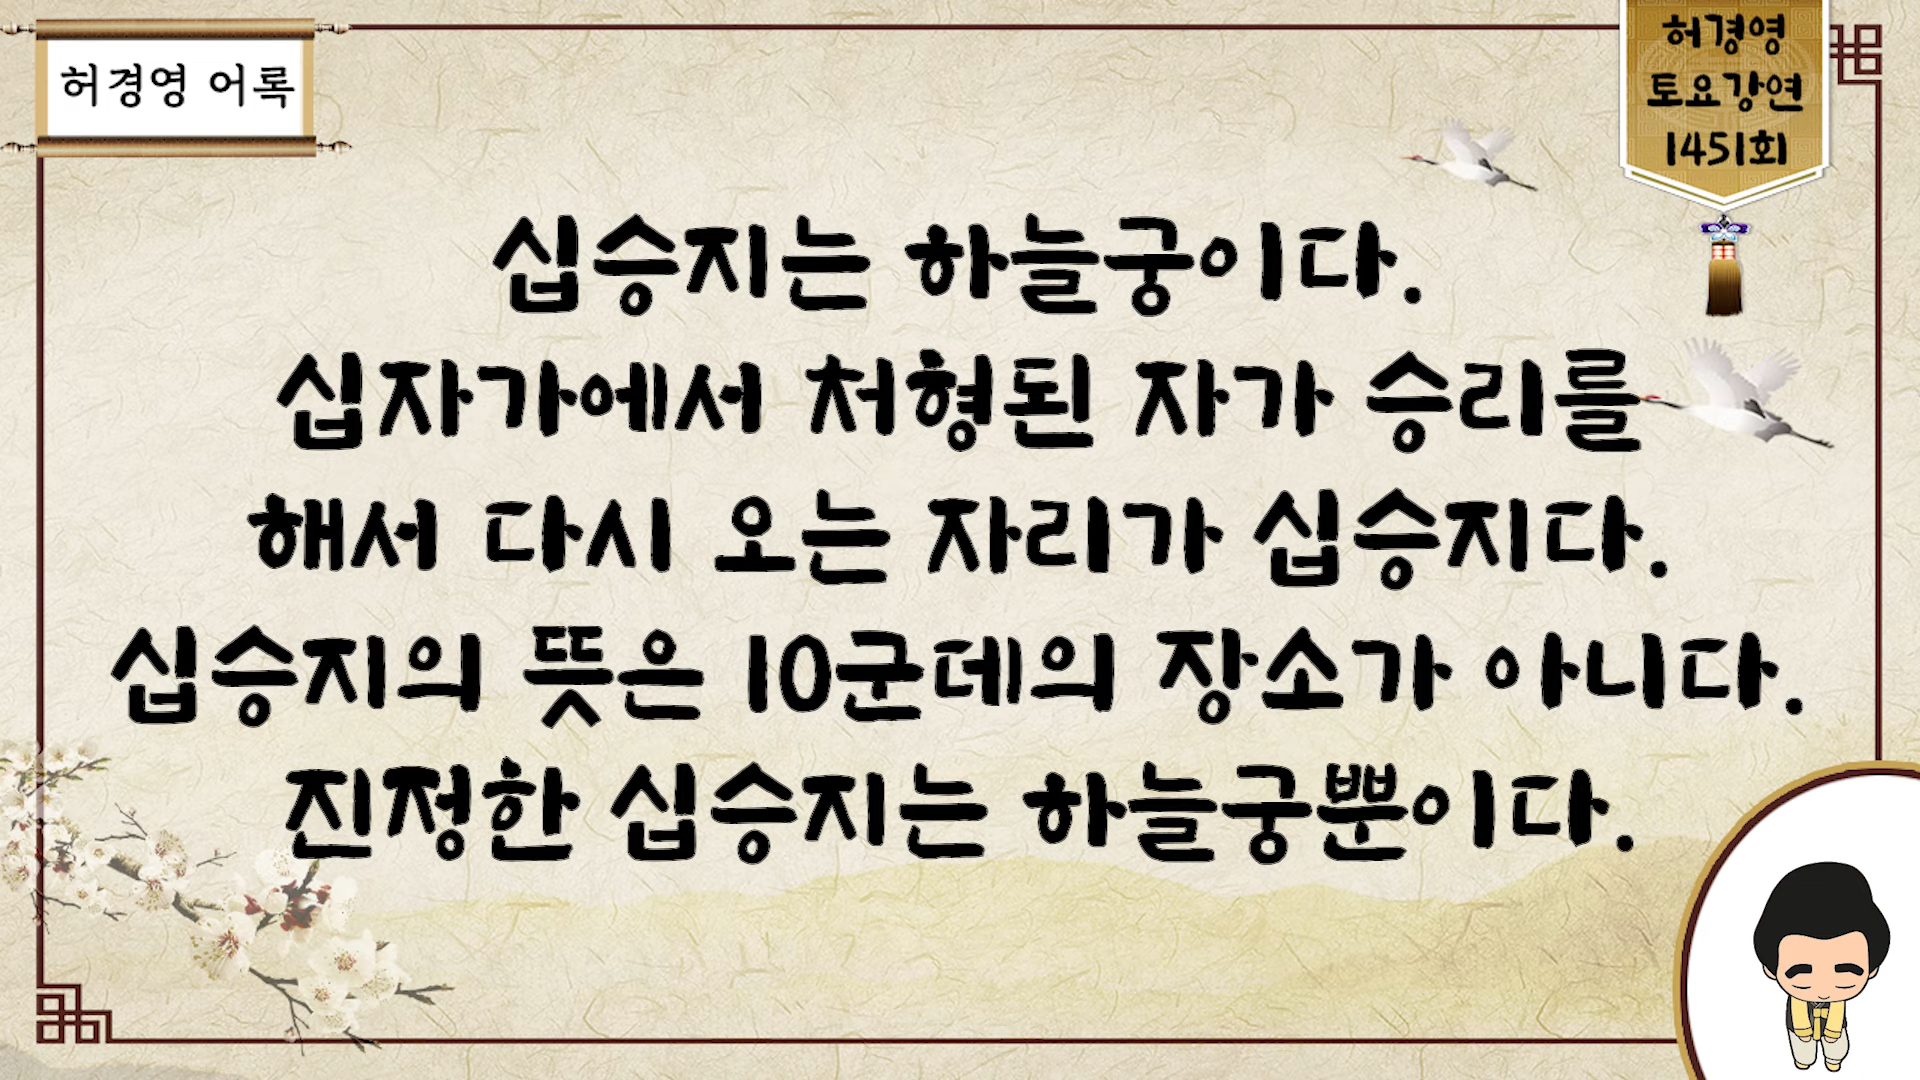 허경영 어록
허경영
토요강연
1451회
십승지는 하늘궁이다.
십자가에서 처형된 자가 승리를
해서 다시 오는 자리가 십승지다.
십승지의 뜻은 10군데의 장소가 아니다.
진정한 십승지는 하늘궁뿐이다.